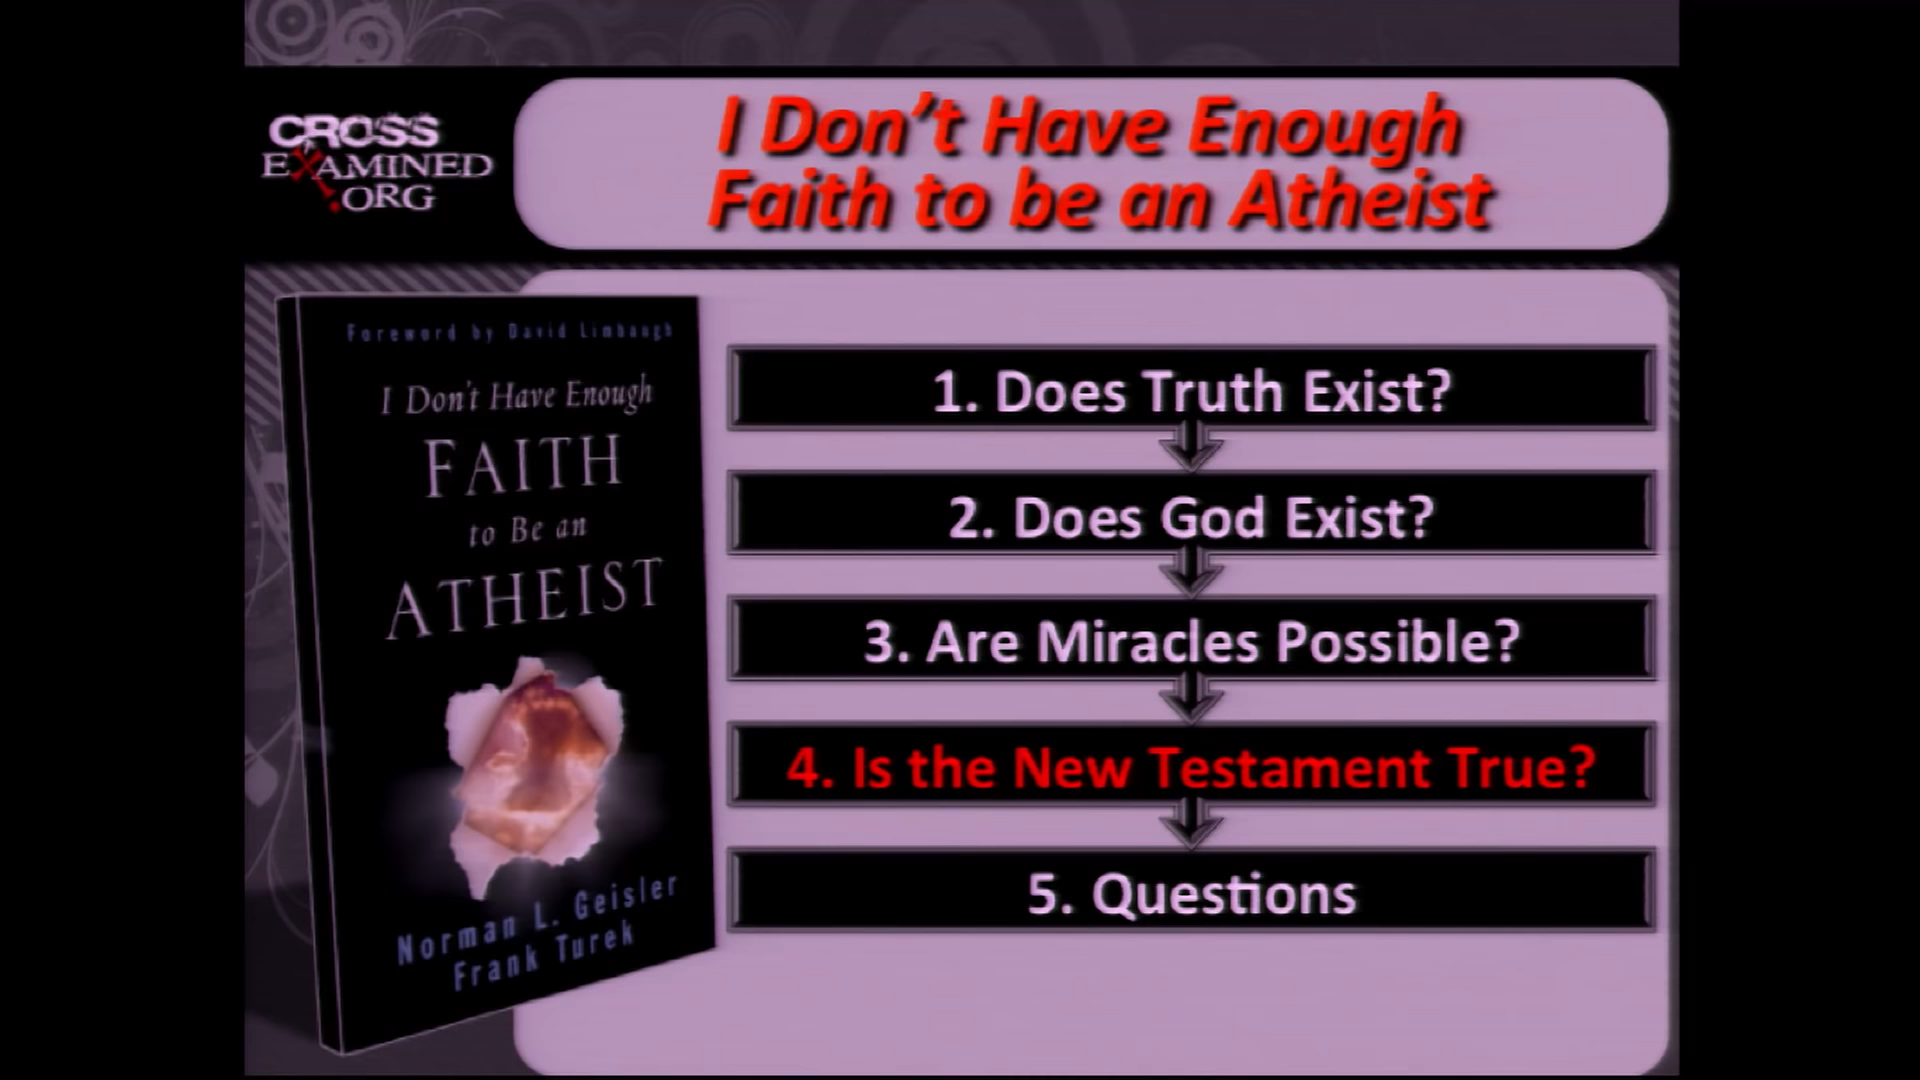 CROSS
EXAMINED
.ORG
I Don't Have Enough
Faith to be an Atheist
Foreword by David Limbaugh
I Don't Have Enough
FAITH
to Be an
ATHEIST
Norman L. Geisler
Frank Turek
1. Does Truth Exist?
2. Does God Exist?
3. Are Miracles Possible?
4. Is the New Testament True?
5. Questions